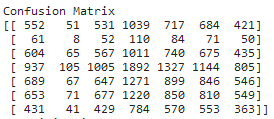 Confusion Matrix
[[ 552 51 531 1039 717 684 421]
[ 61 8 52 110 84 71 50]
[ 604 65 567 1011 740 675 435]
[ 937 105 1005 1892 1327 1144 805]
[ 689 67 647 1271 899 846 546]
[ 653 71 677 1220 850 810 549]
[ 431 41 429 784 570 553 363]]